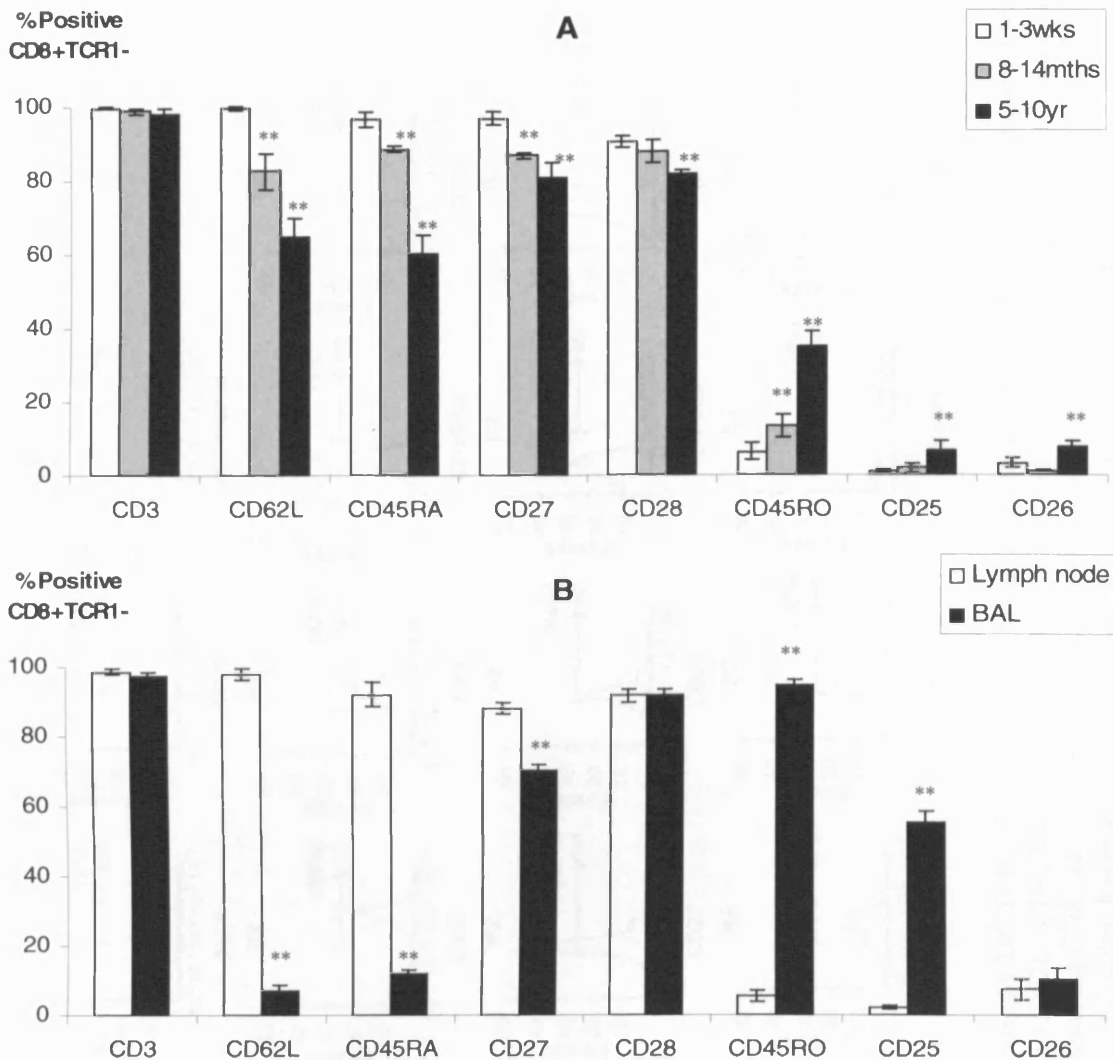 %Positive
CD8+TCR1-
A
1-3wks
8-14mths
5-10yr
100
80
60
40
20
0
** ** ** ** ** ** ** ** ** ** **
CD3 CD62L CD45RA CD27 CD28 CD45RO CD25 CD26
%Positive
CD8+TCR1-
B
Lymph node
BAL
100
80
60
40
20
0
** ** ** ** **
CD3 CD62L CD45RA CD27 CD28 CD45RO CD25 CD26